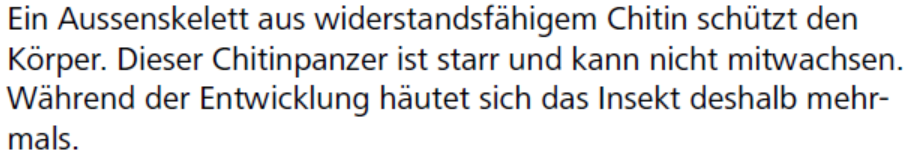 Ein Aussenskelett aus widerstandsfähigem Chitin schützt den
Körper. Dieser Chitinpanzer ist starr und kann nicht mitwachsen.
Während der Entwicklung häutet sich das Insekt deshalb mehr-
mals.